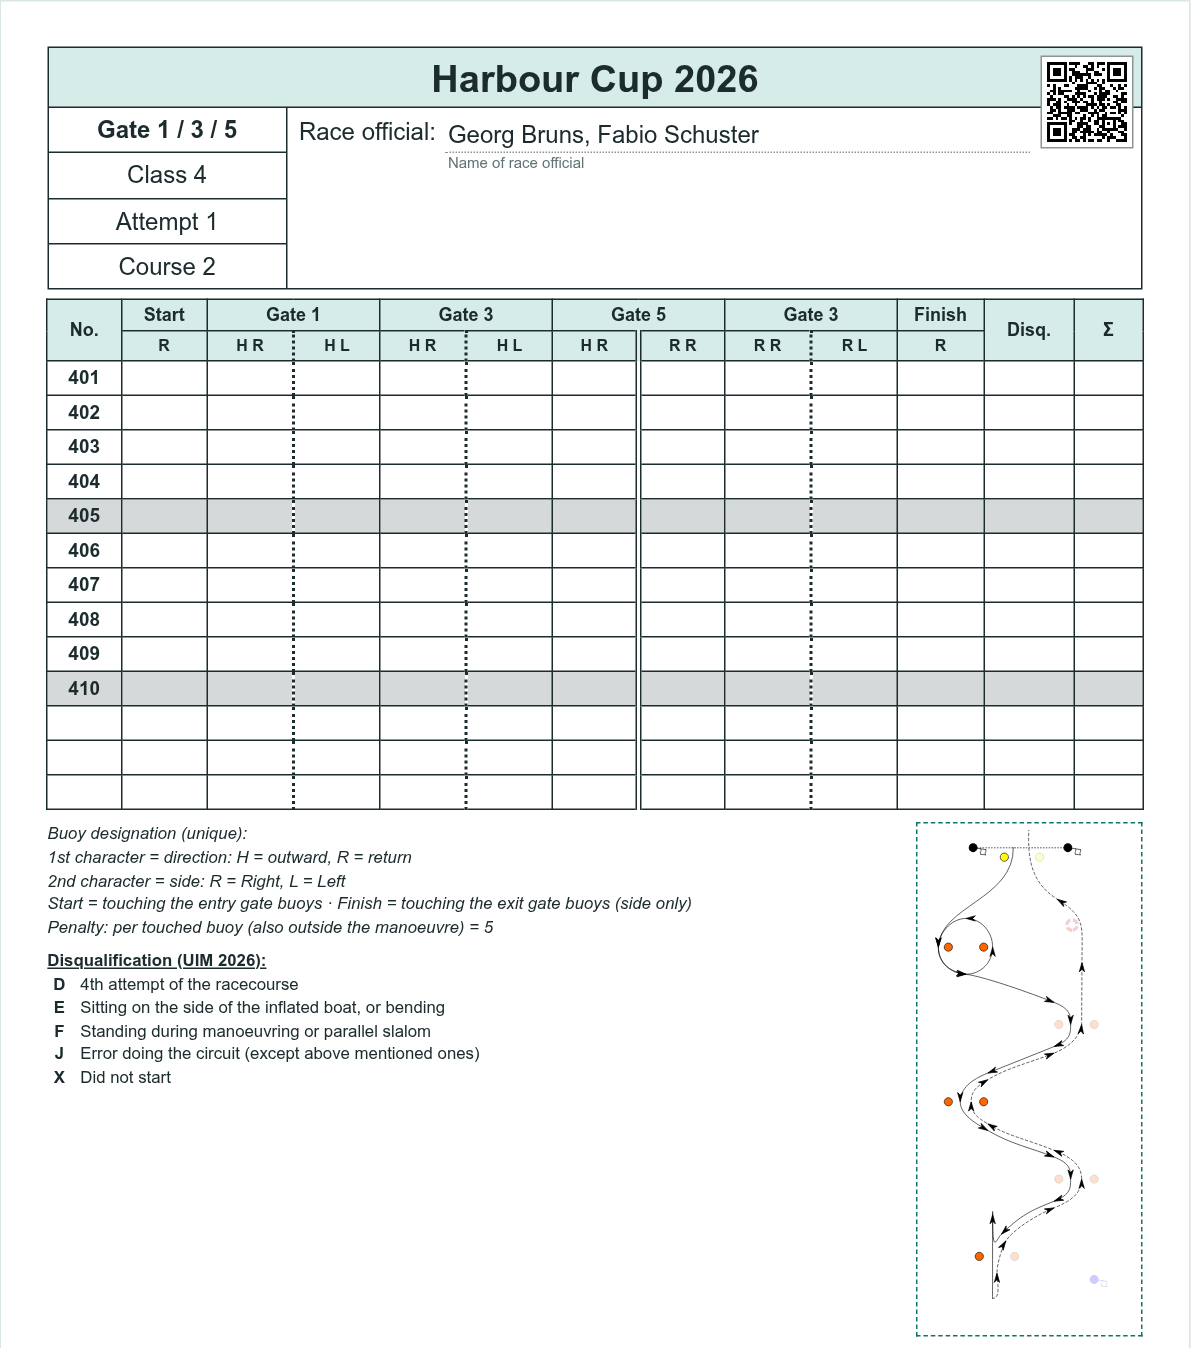 Harbour Cup 2026
Gate 1 / 3 / 5
Class 4
Attempt 1
Course 2
Race official: Georg Bruns, Fabio Schuster
Name of race official
No. Start Gate 1 Gate 3 Gate 5 Gate 3 Finish Disq. Σ
R H R H L H R H L H R R R R R R L R
401
402
403
404
405
406
407
408
409
410
Buoy designation (unique):
1st character = direction: H = outward, R = return
2nd character = side: R = Right, L = Left
Start = touching the entry gate buoys · Finish = touching the exit gate buoys (side only)
Penalty: per touched buoy (also outside the manoeuvre) = 5
Disqualification (UIM 2026):
D 4th attempt of the racecourse
E Sitting on the side of the inflated boat, or bending
F Standing during manoeuvring or parallel slalom
J Error doing the circuit (except above mentioned ones)
X Did not start